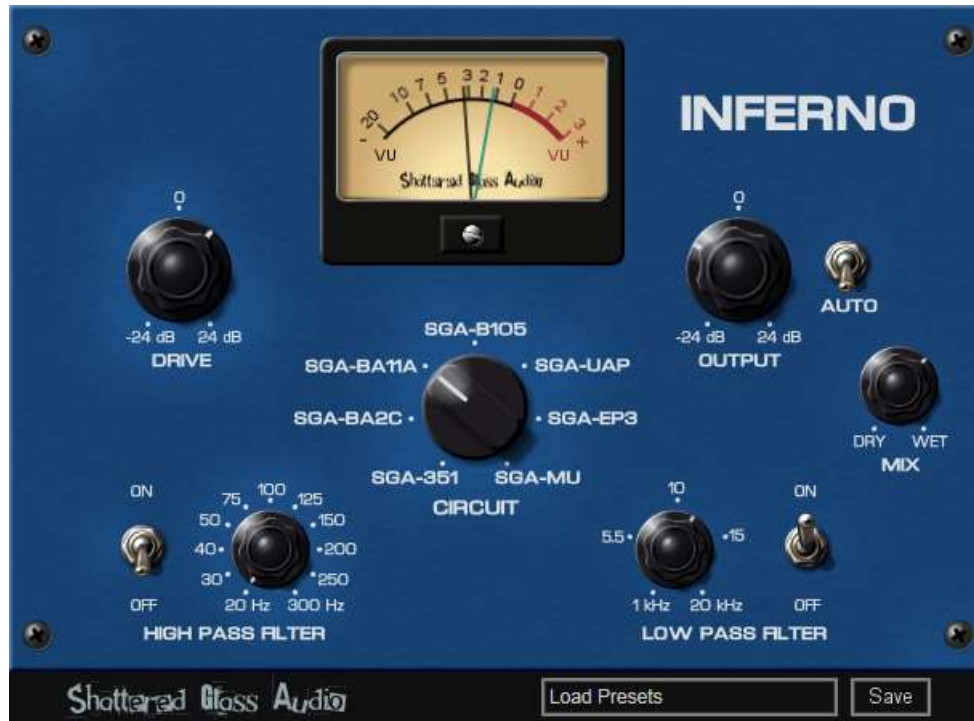 INFERNO
- 20 10 7 5 3 2 1 0 1 2 3 +
VU VU
Shattered Glass Audio
0
-24 dB 24 dB
DRIVE
0
-24 dB 24 dB
OUTPUT
AUTO
SGA-B105
SGA-BA11A SGA-UAP
SGA-BA2C SGA-EP3
SGA-351 SGA-MU
CIRCUIT
DRY WET
MIX
ON
OFF
75 100 125
50 150
40 200
30 250
20 Hz 300 Hz
HIGH PASS FILTER
10
5.5 15
1 kHz 20 kHz
ON
OFF
LOW PASS FILTER
Shattered Glass Audio
Load Presets
Save